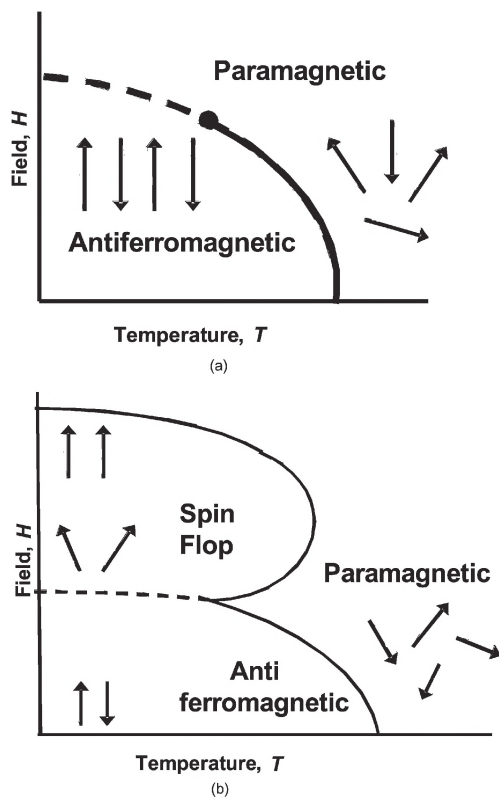 Paramagnetic
Field, H
Antiferromagnetic
Temperature, T
(a)
Spin
Flop
Field, H
Paramagnetic
Anti
ferromagnetic
Temperature, T
(b)